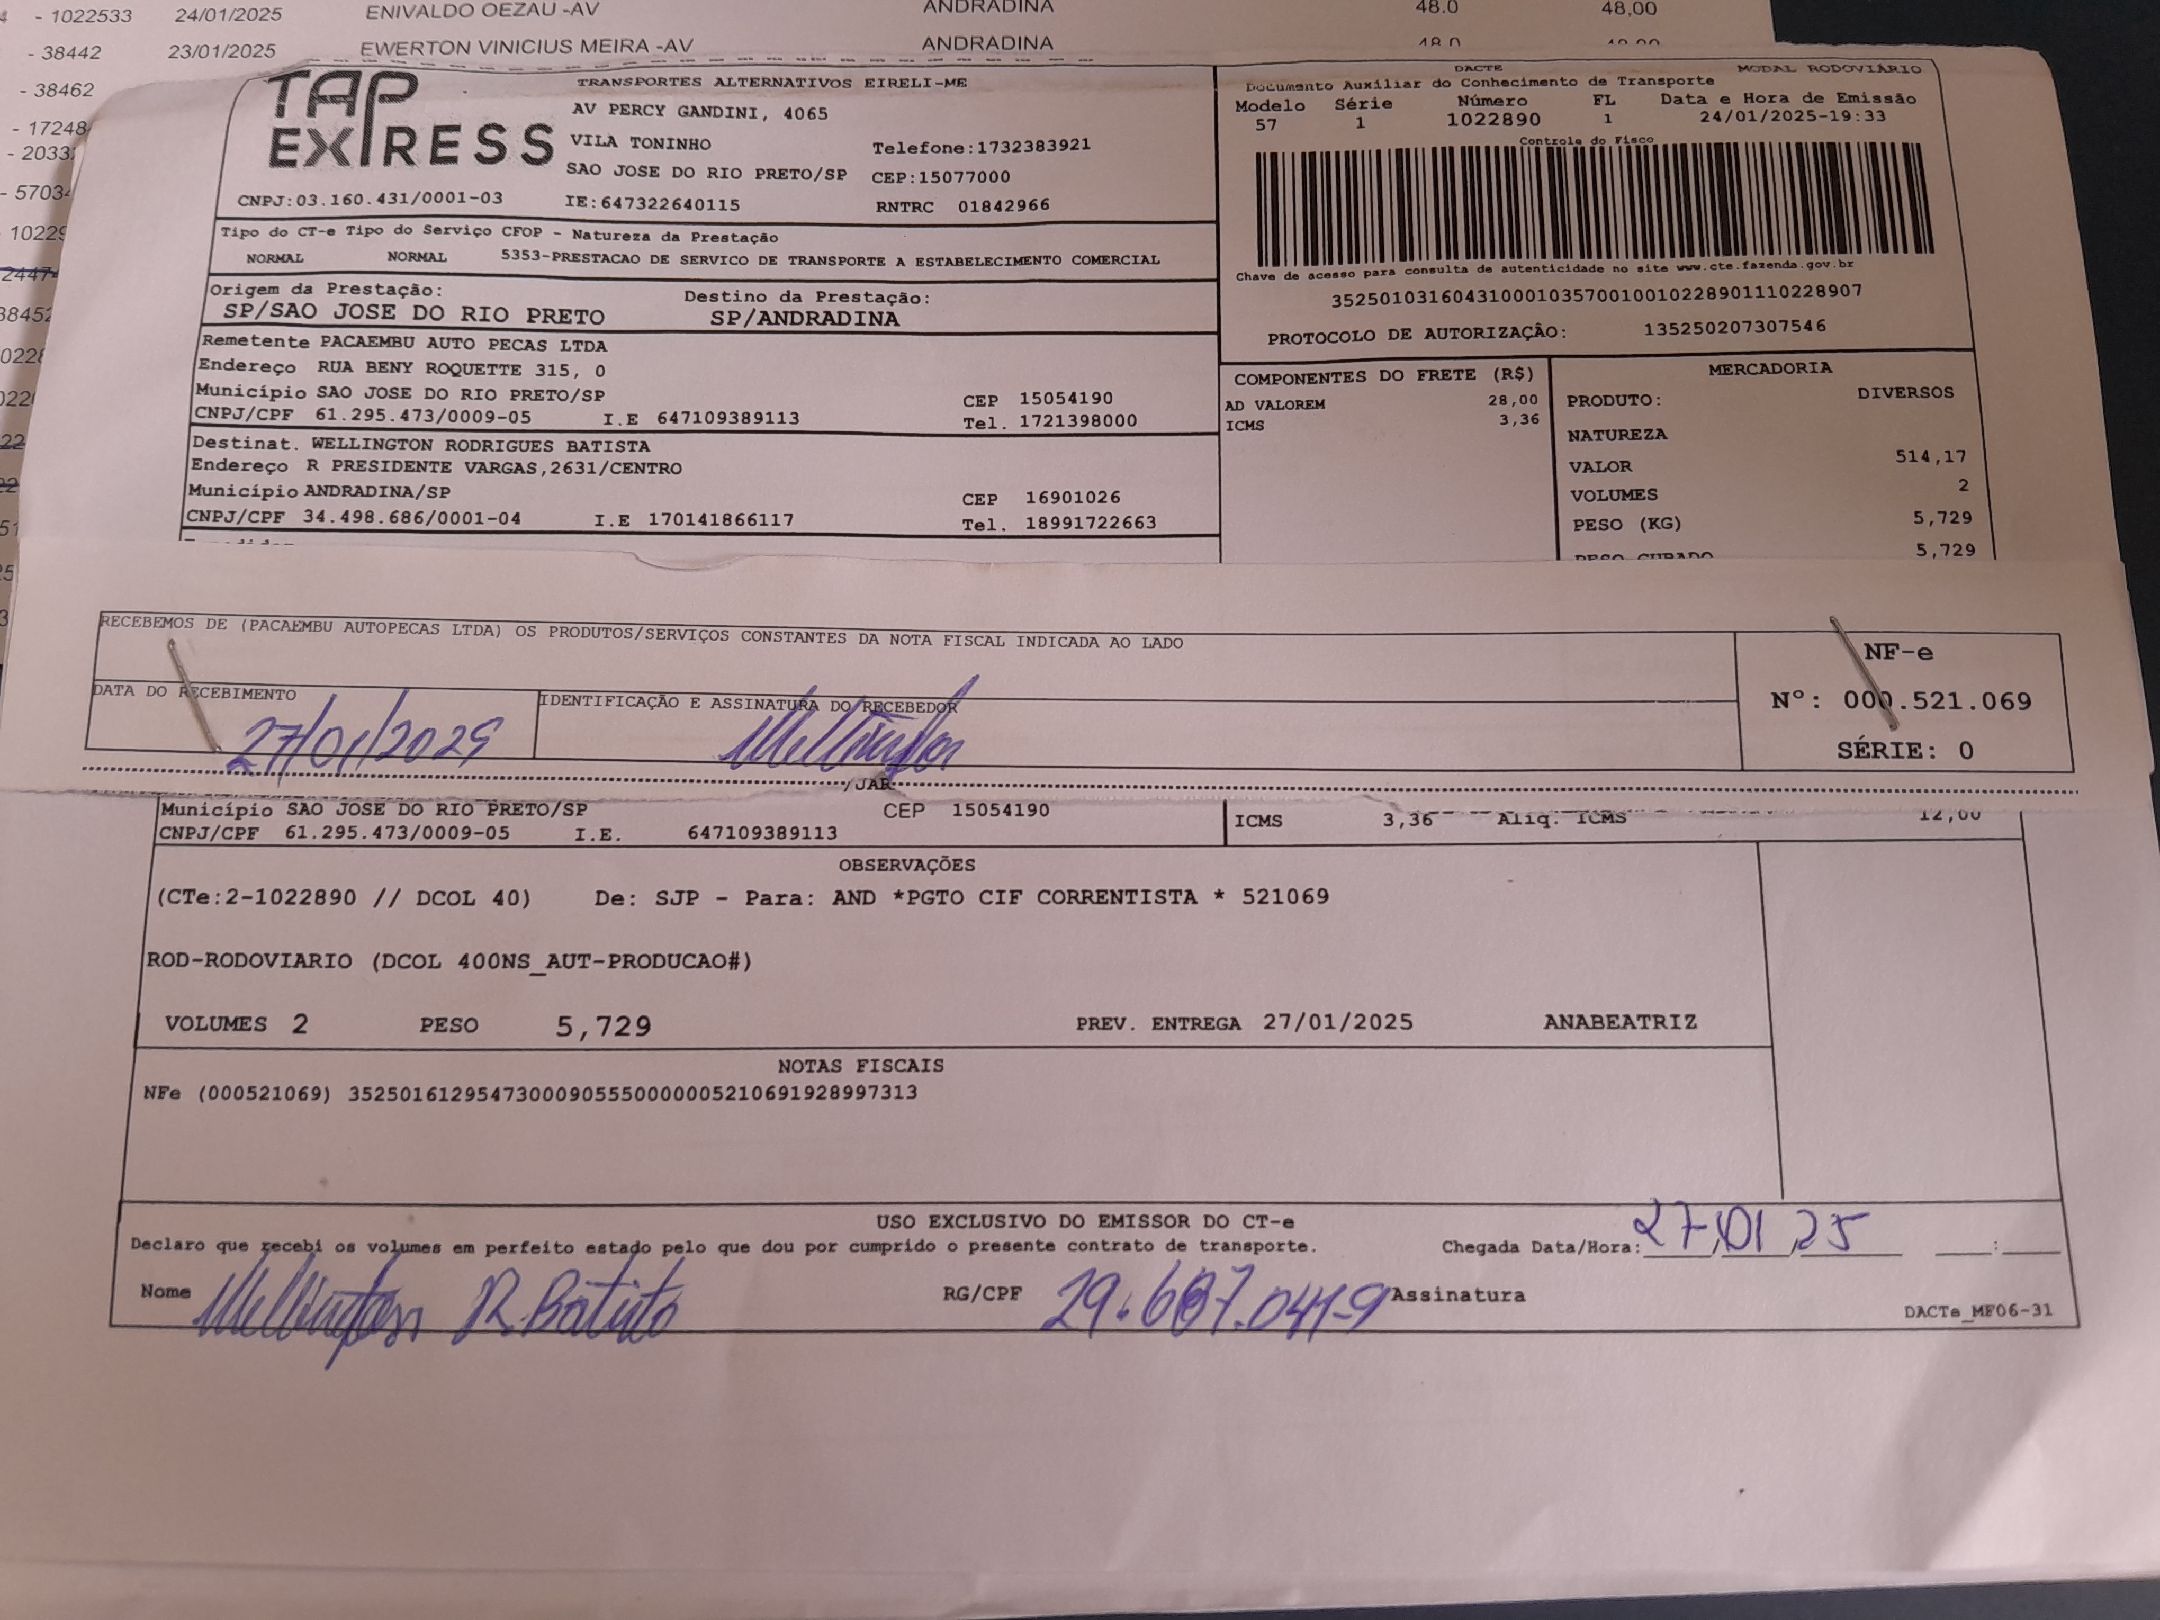 - 1022533 24/01/2025 ENIVALDO OEZAU -AV ANDRADINA 48.0 48,00
- 38442 23/01/2025 EWERTON VINICIUS MEIRA -AV ANDRADINA 48.0
- 38462
TAP EXPRESS
TRANSPORTES ALTERNATIVOS EIRELI-ME
AV PERCY GANDINI, 4065
VILA TONINHO Telefone:1732383921
SAO JOSE DO RIO PRETO/SP CEP:15077000
CNPJ:03.160.431/0001-03 IE:647322640115 RNTRC 01842966
DACTE MODAL RODOVIÁRIO
Documento Auxiliar do Conhecimento de Transporte
Modelo Série Número FL Data e Hora de Emissão
57 1 1022890 1 24/01/2025-19:33
Controle do Fisco
Chave de acesso para consulta de autenticidade no site www.cte.fazenda.gov.br
35250103160431000103570010010228901110228907
PROTOCOLO DE AUTORIZAÇÃO: 135250207307546
Tipo do CT-e Tipo do Serviço CFOP - Natureza da Prestação
NORMAL NORMAL 5353-PRESTACAO DE SERVICO DE TRANSPORTE A ESTABELECIMENTO COMERCIAL
Origem da Prestação: Destino da Prestação:
SP/SAO JOSE DO RIO PRETO SP/ANDRADINA
Remetente PACAEMBU AUTO PECAS LTDA
Endereço RUA BENY ROQUETTE 315, 0
Município SAO JOSE DO RIO PRETO/SP CEP 15054190
CNPJ/CPF 61.295.473/0009-05 I.E 647109389113 Tel. 1721398000
Destinat. WELLINGTON RODRIGUES BATISTA
Endereço R PRESIDENTE VARGAS,2631/CENTRO
Município ANDRADINA/SP CEP 16901026
CNPJ/CPF 34.498.686/0001-04 I.E 170141866117 Tel. 18991722663
COMPONENTES DO FRETE (R$)
AD VALOREM 28,00
ICMS 3,36
MERCADORIA
PRODUTO: DIVERSOS
NATUREZA
VALOR 514,17
VOLUMES 2
PESO (KG) 5,729
PESO CUBADO 5,729
RECEBEMOS DE (PACAEMBU AUTOPECAS LTDA) OS PRODUTOS/SERVIÇOS CONSTANTES DA NOTA FISCAL INDICADA AO LADO
DATA DO RECEBIMENTO IDENTIFICAÇÃO E ASSINATURA DO RECEBEDOR
27/01/2025 Wellington
NF-e
Nº: 000.521.069
SÉRIE: 0
/JAR
Município SAO JOSE DO RIO PRETO/SP CEP 15054190
CNPJ/CPF 61.295.473/0009-05 I.E. 647109389113
ICMS 3,36 Aliq. ICMS 12,00
OBSERVAÇÕES
(CTe:2-1022890 // DCOL 40) De: SJP - Para: AND *PGTO CIF CORRENTISTA * 521069
ROD-RODOVIARIO (DCOL 400NS_AUT-PRODUCAO#)
VOLUMES 2 PESO 5,729 PREV. ENTREGA 27/01/2025 ANABEATRIZ
NOTAS FISCAIS
NFe (000521069) 35250161295473000905550000005210691928997313
USO EXCLUSIVO DO EMISSOR DO CT-e
Declaro que recebi os volumes em perfeito estado pelo que dou por cumprido o presente contrato de transporte. Chegada Data/Hora: 27/01/25 :
Nome Wellington R. Batista RG/CPF 29.687.041-9 Assinatura
DACTe_MF06-31